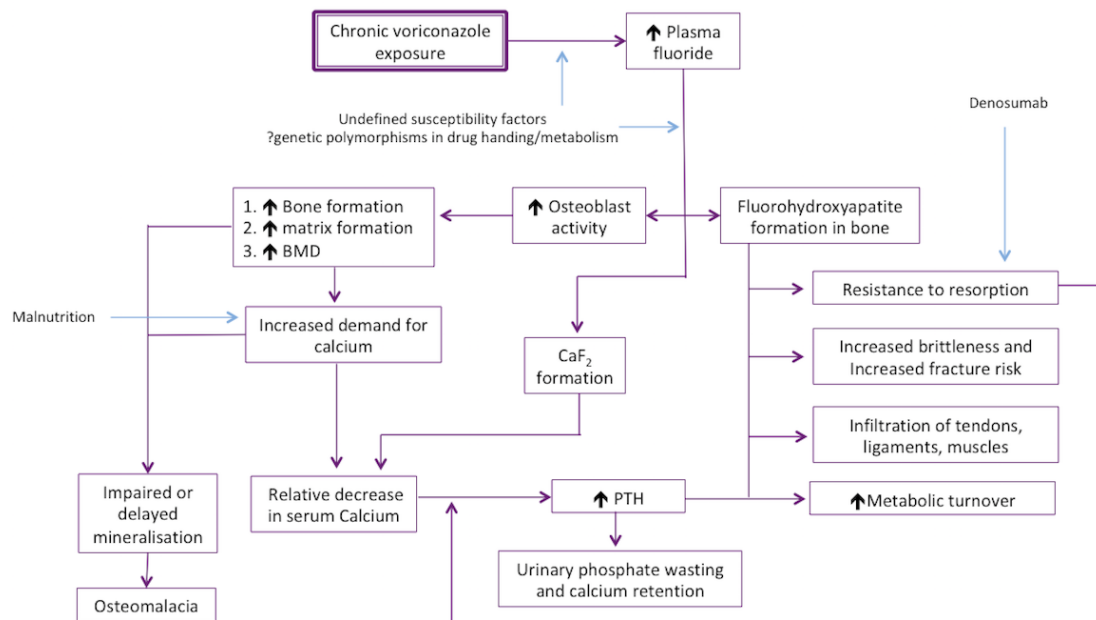 Chronic voriconazole
exposure
🡅 Plasma
fluoride
Undefined susceptibility factors
?genetic polymorphisms in drug handing/metabolism
Denosumab
1. 🡅 Bone formation
2. 🡅 matrix formation
3. 🡅 BMD
🡅 Osteoblast
activity
Fluorohydroxyapatite
formation in bone
Resistance to resorption
Malnutrition
Increased demand for
calcium
CaF₂
formation
Increased brittleness and
Increased fracture risk
Infiltration of tendons,
ligaments, muscles
Impaired or
delayed
mineralisation
Relative decrease
in serum Calcium
🡅 PTH
🡅Metabolic turnover
Urinary phosphate wasting
and calcium retention
Osteomalacia